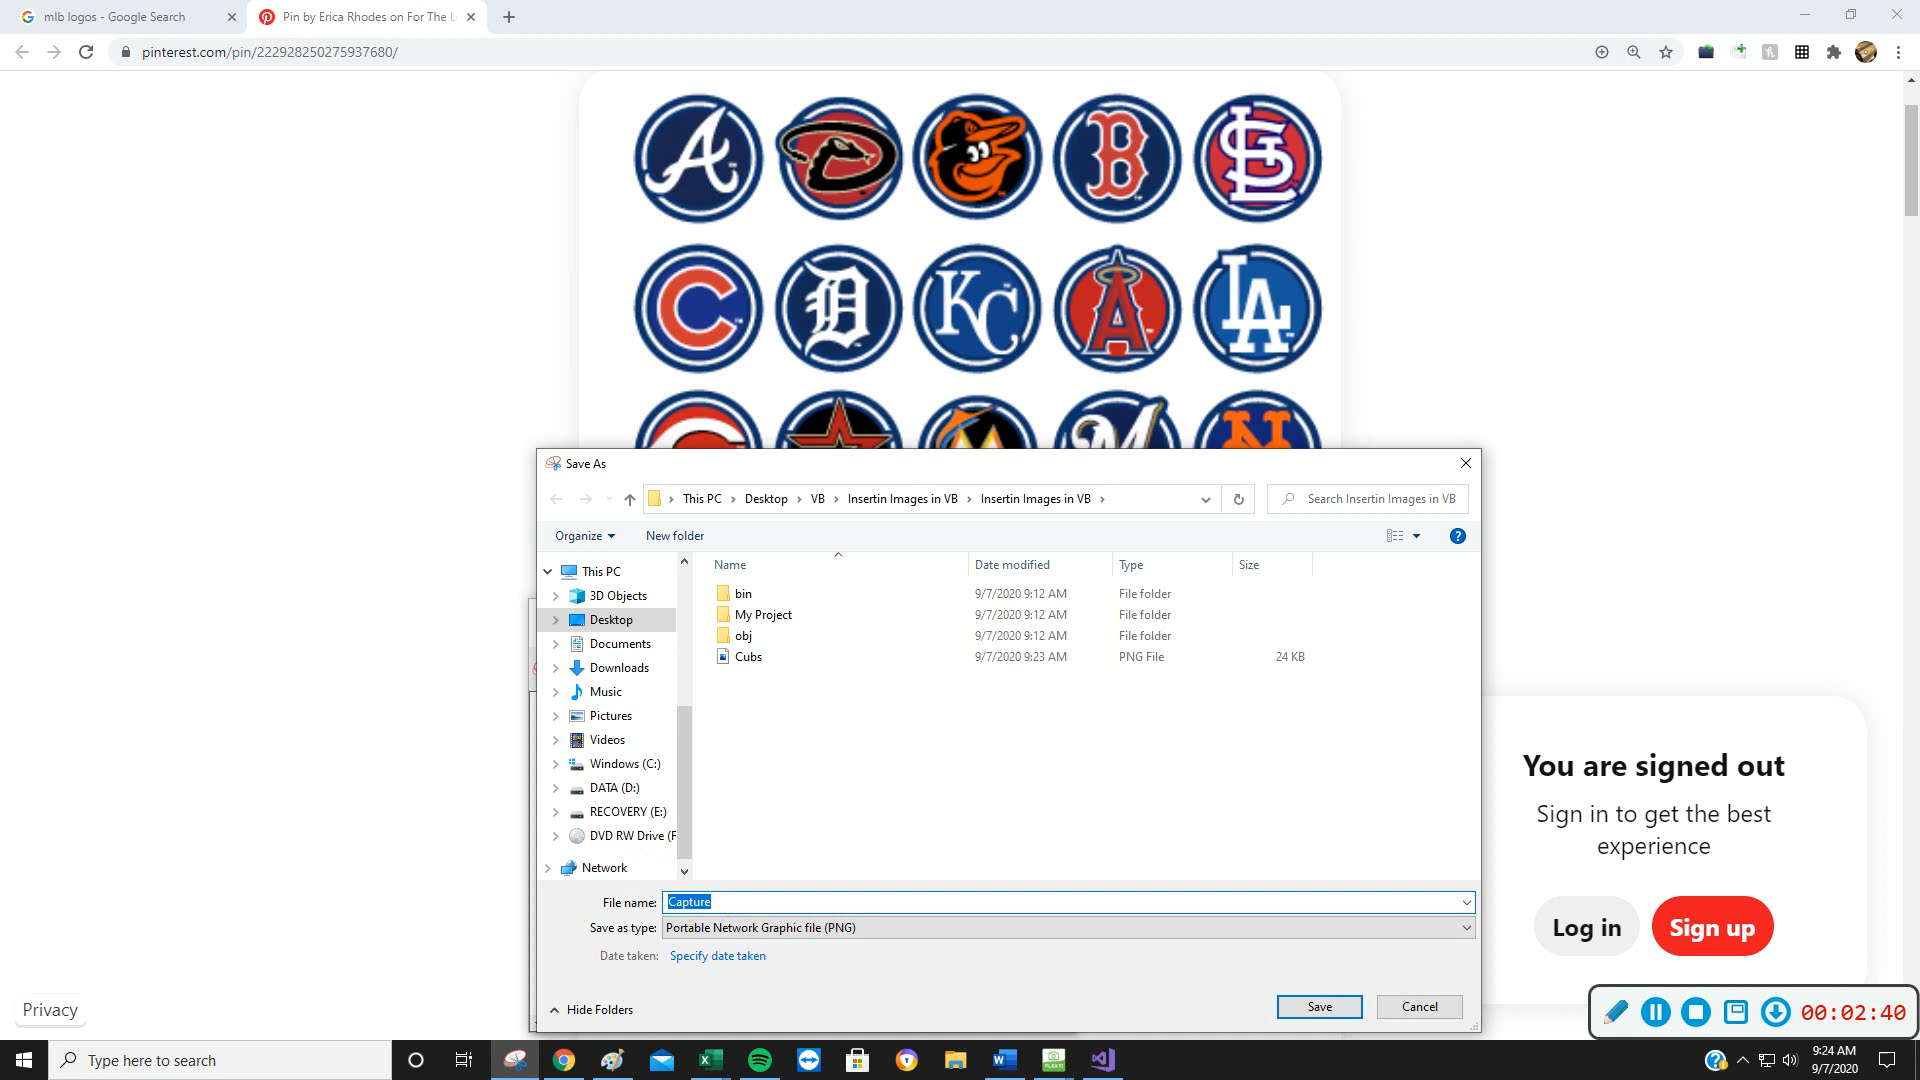 mlb logos - Google Search
Pin by Erica Rhodes on For The L
pinterest.com/pin/222928250275937680/
Save As
This PC
Desktop
VB
Insertin Images in VB
Insertin Images in VB
Search Insertin Images in VB
Organize
New folder
Name
Date modified
Type
Size
This PC
3D Objects
Desktop
Documents
Downloads
Music
Pictures
Videos
Windows (C:)
DATA (D:)
RECOVERY (E:)
DVD RW Drive (F
Network
bin 9/7/2020 9:12 AM File folder
My Project 9/7/2020 9:12 AM File folder
obj 9/7/2020 9:12 AM File folder
Cubs 9/7/2020 9:23 AM PNG File 24 KB
File name: Capture
Save as type: Portable Network Graphic file (PNG)
Date taken: Specify date taken
Hide Folders
Save
Cancel
You are signed out
Sign in to get the best
experience
Log in
Sign up
Privacy
00:02:40
Type here to search
9:24 AM
9/7/2020